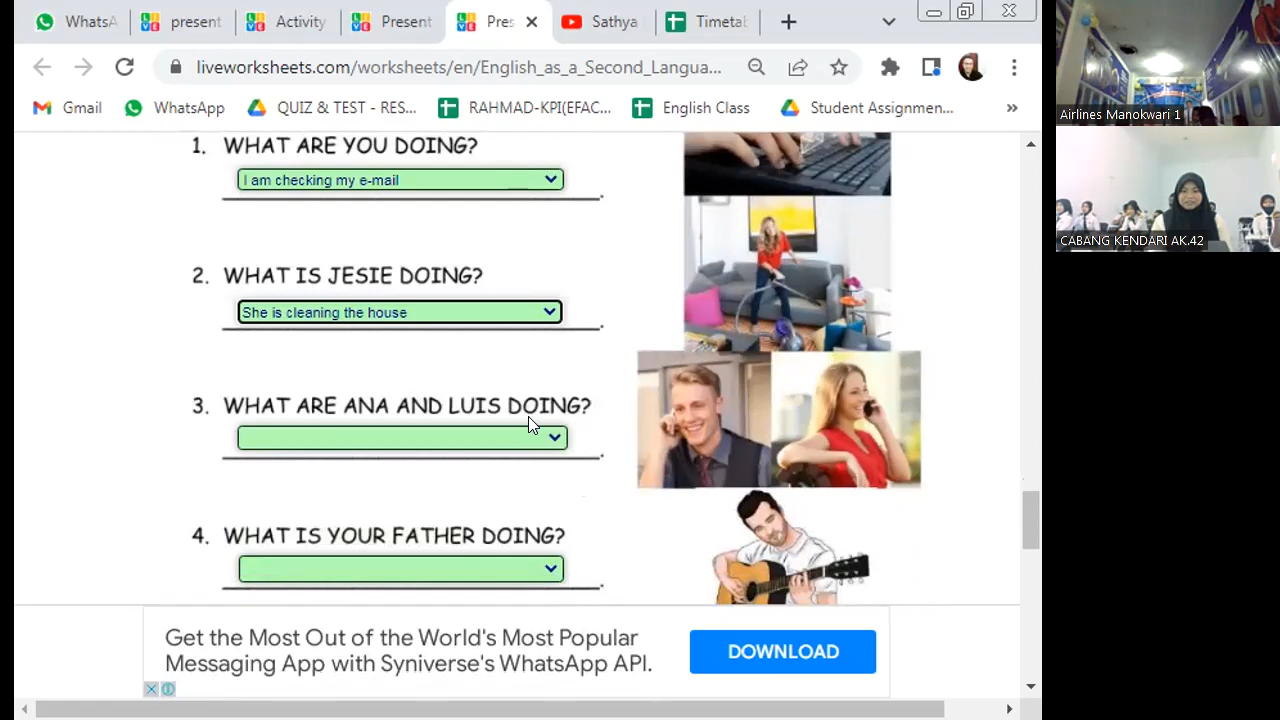 WhatsA
present
Activity
Present
Pres
Sathya
Timetab
liveworksheets.com/worksheets/en/English_as_a_Second_Langua...
Gmail
WhatsApp
QUIZ & TEST - RES...
RAHMAD-KPI(EFAC...
English Class
Student Assignmen...
»
1. WHAT ARE YOU DOING?
I am checking my e-mail
2. WHAT IS JESIE DOING?
She is cleaning the house
3. WHAT ARE ANA AND LUIS DOING?
4. WHAT IS YOUR FATHER DOING?
Get the Most Out of the World's Most Popular
Messaging App with Syniverse's WhatsApp API.
DOWNLOAD
Airlines Manokwari 1
CABANG KENDARI AK.42